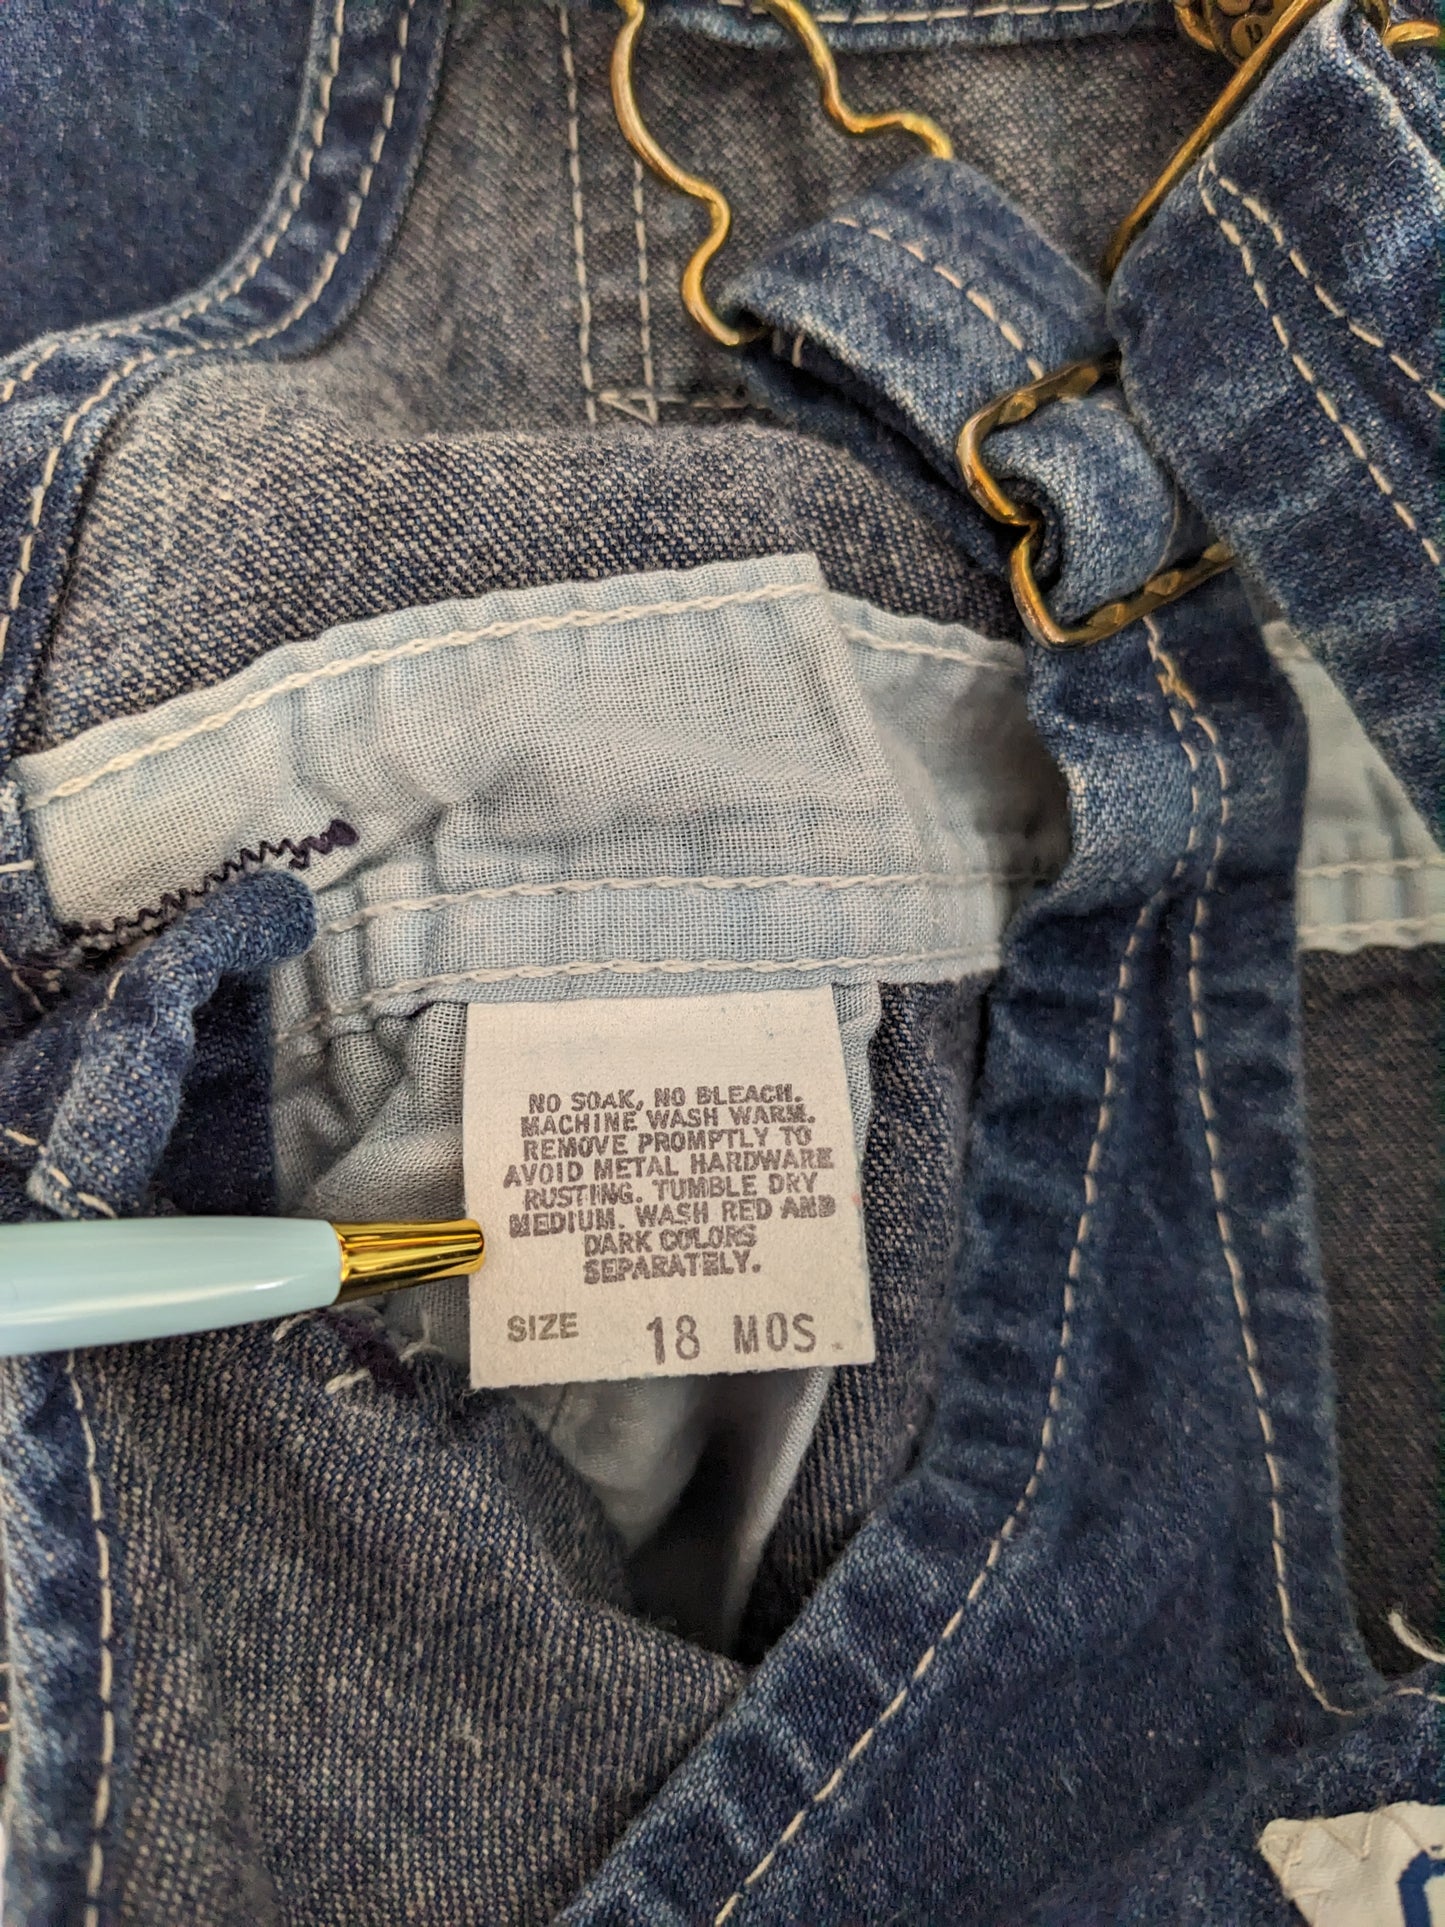 NO SOAK, NO BLEACH.
MACHINE WASH WARM.
REMOVE PROMPTLY TO
AVOID METAL HARDWARE
RUSTING. TUMBLE DRY
MEDIUM. WASH RED AND
DARK COLORS
SEPARATELY.
SIZE 18 MOS.